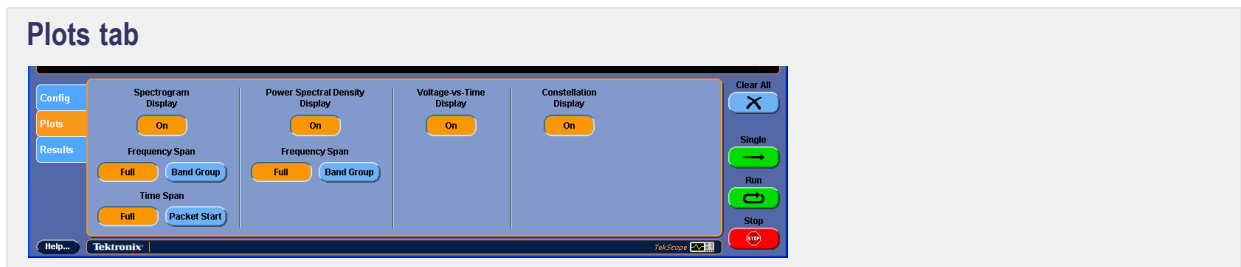 Plots tab
Config
Plots
Results
Spectrogram
Display
On
Frequency Span
Full Band Group
Time Span
Full Packet Start
Power Spectral Density
Display
On
Frequency Span
Full Band Group
Voltage-vs-Time
Display
On
Constellation
Display
On
Clear All
Single
Run
Stop
STOP
Help...
Tektronix
TekScope